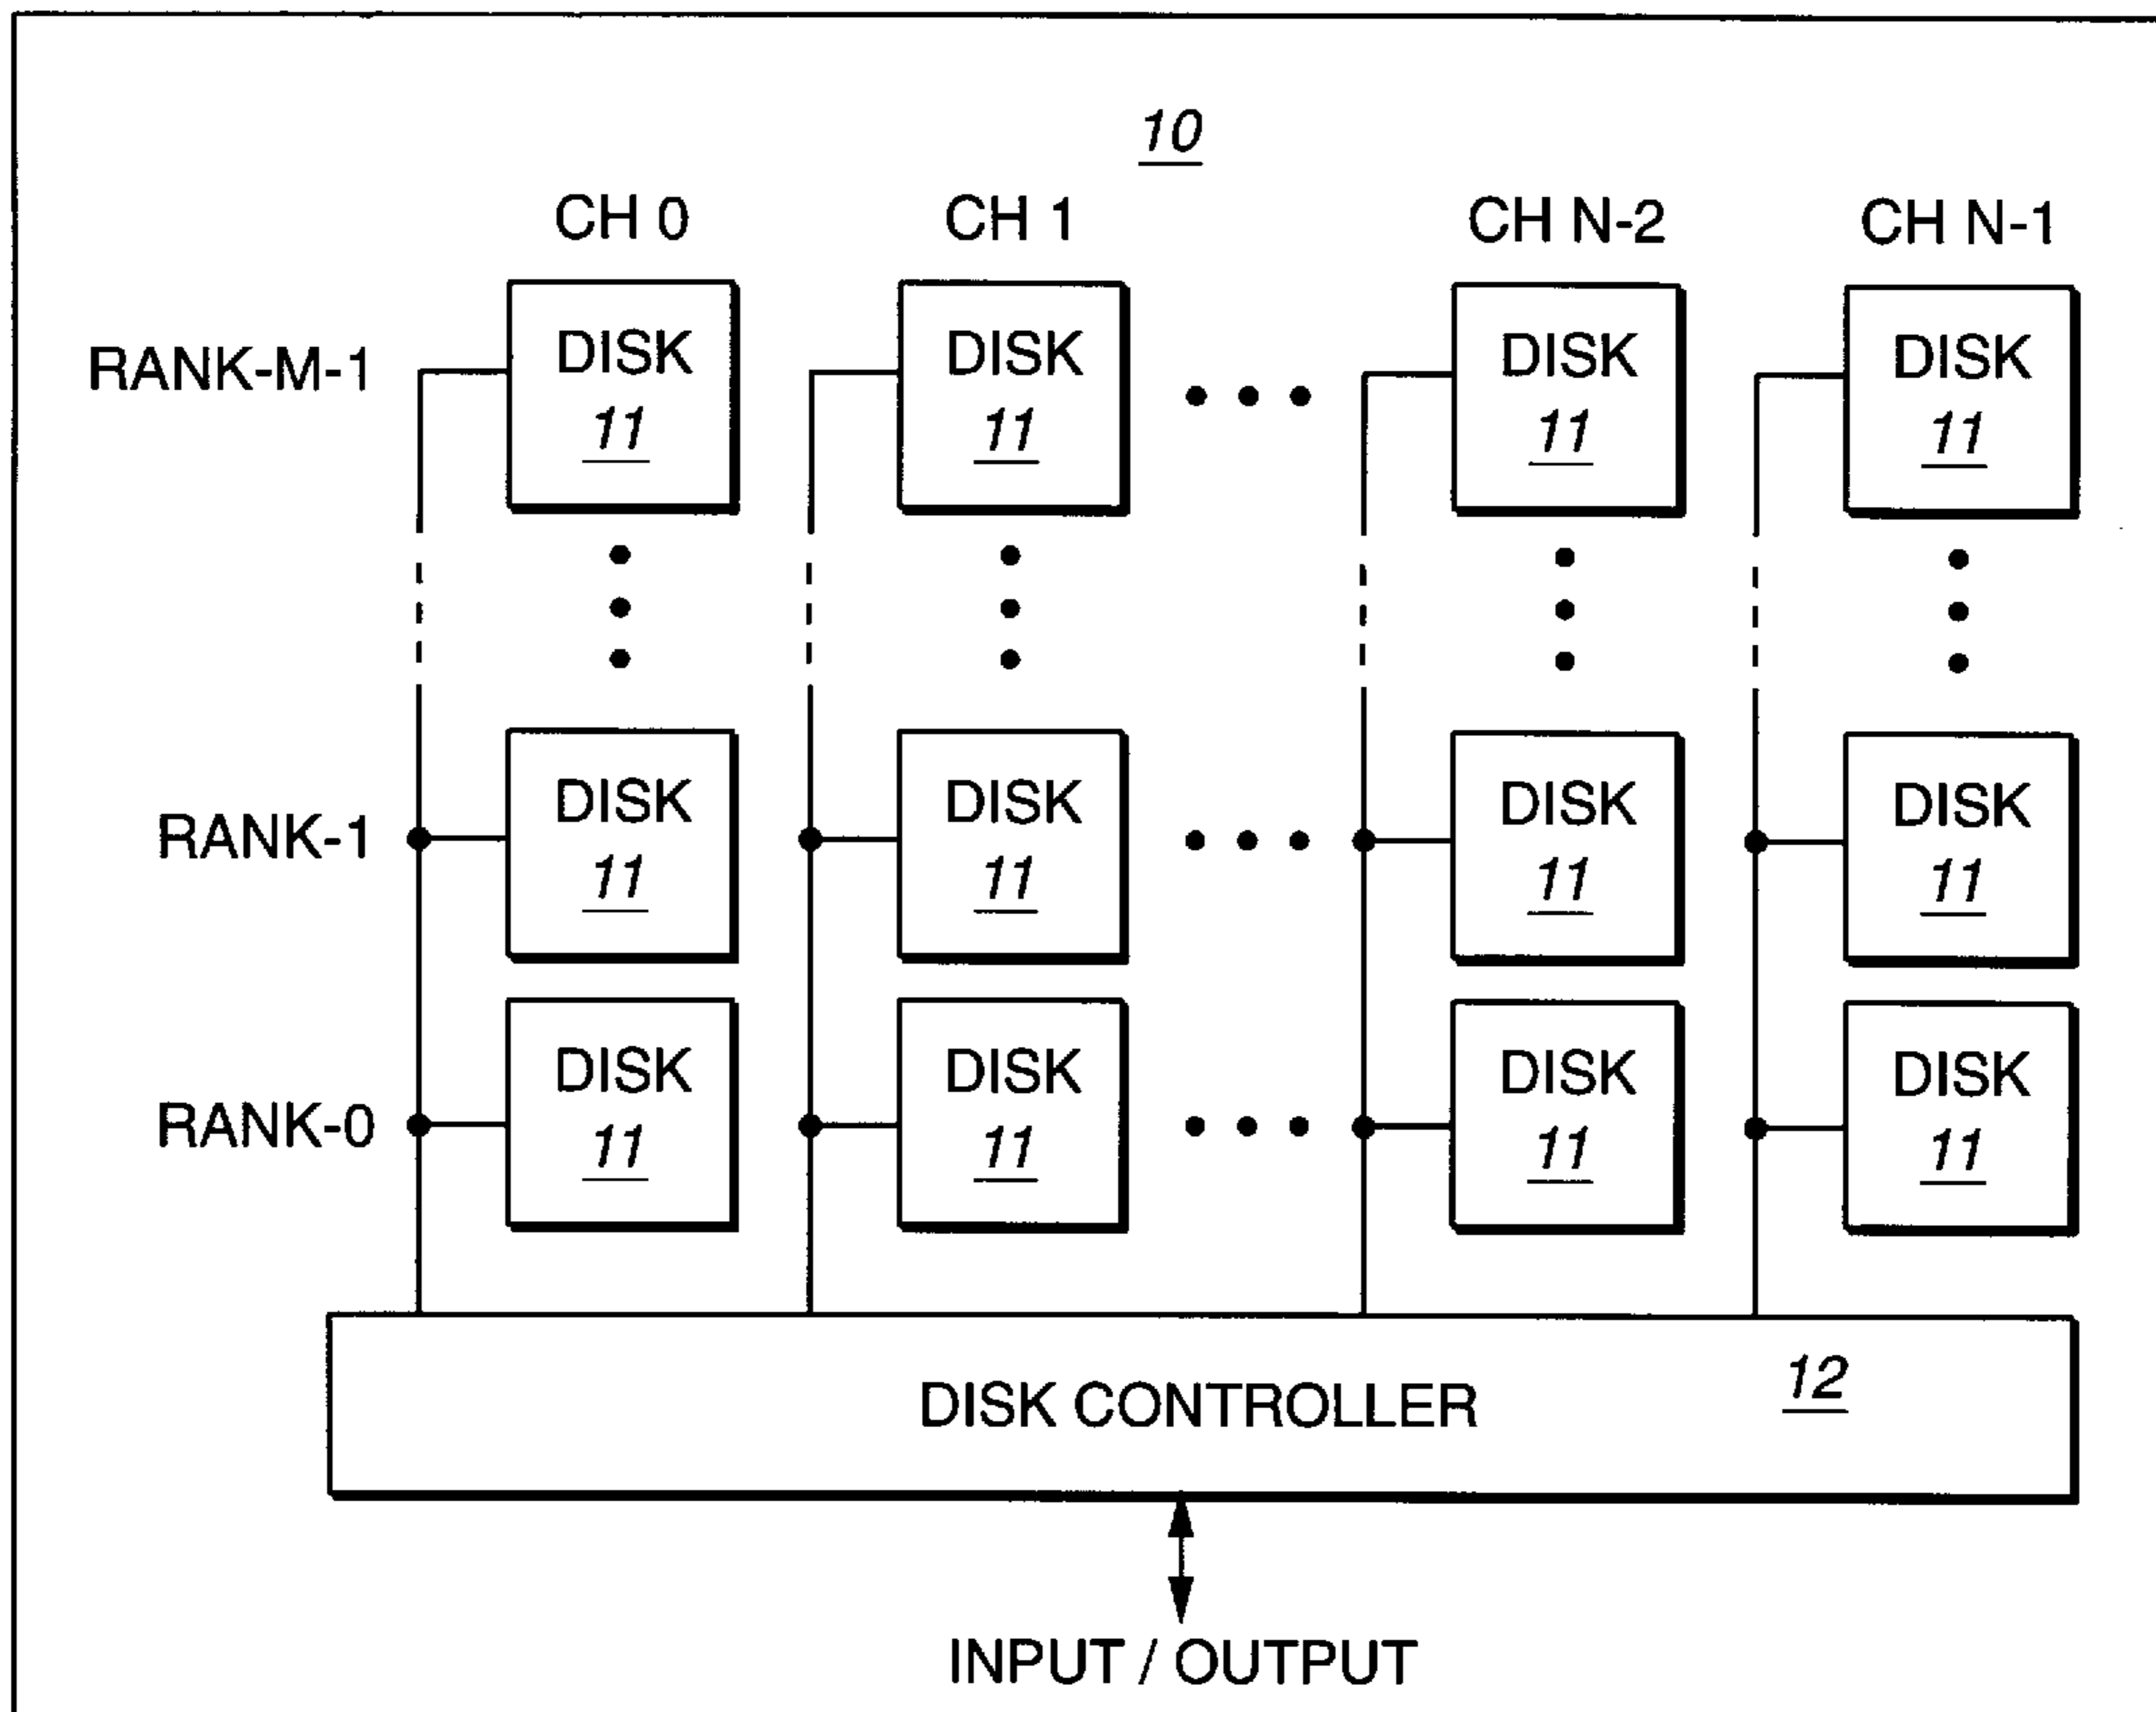 10
CH 0 CH 1 CH N-2 CH N-1
RANK-M-1 DISK DISK DISK DISK
11 11 11 11
RANK-1 DISK DISK DISK DISK
11 11 11 11
RANK-0 DISK DISK DISK DISK
11 11 11 11
DISK CONTROLLER 12
INPUT / OUTPUT